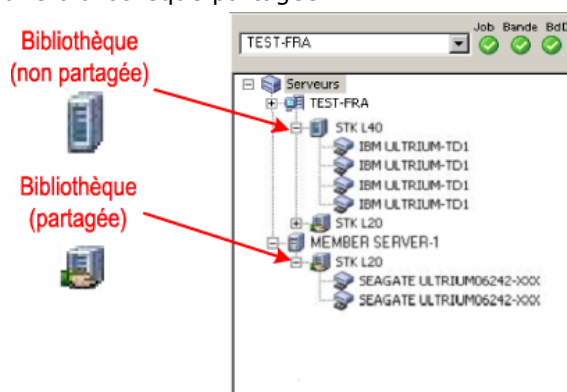 Bibliothèque
(non partagée)
Bibliothèque
(partagée)
Job Bande BdD
TEST-FRA
Serveurs
TEST-FRA
STK L40
IBM ULTRIUM-TD1
IBM ULTRIUM-TD1
IBM ULTRIUM-TD1
IBM ULTRIUM-TD1
STK L20
MEMBER SERVER-1
STK L20
SEAGATE ULTRIUM06242-XXX
SEAGATE ULTRIUM06242-XXX